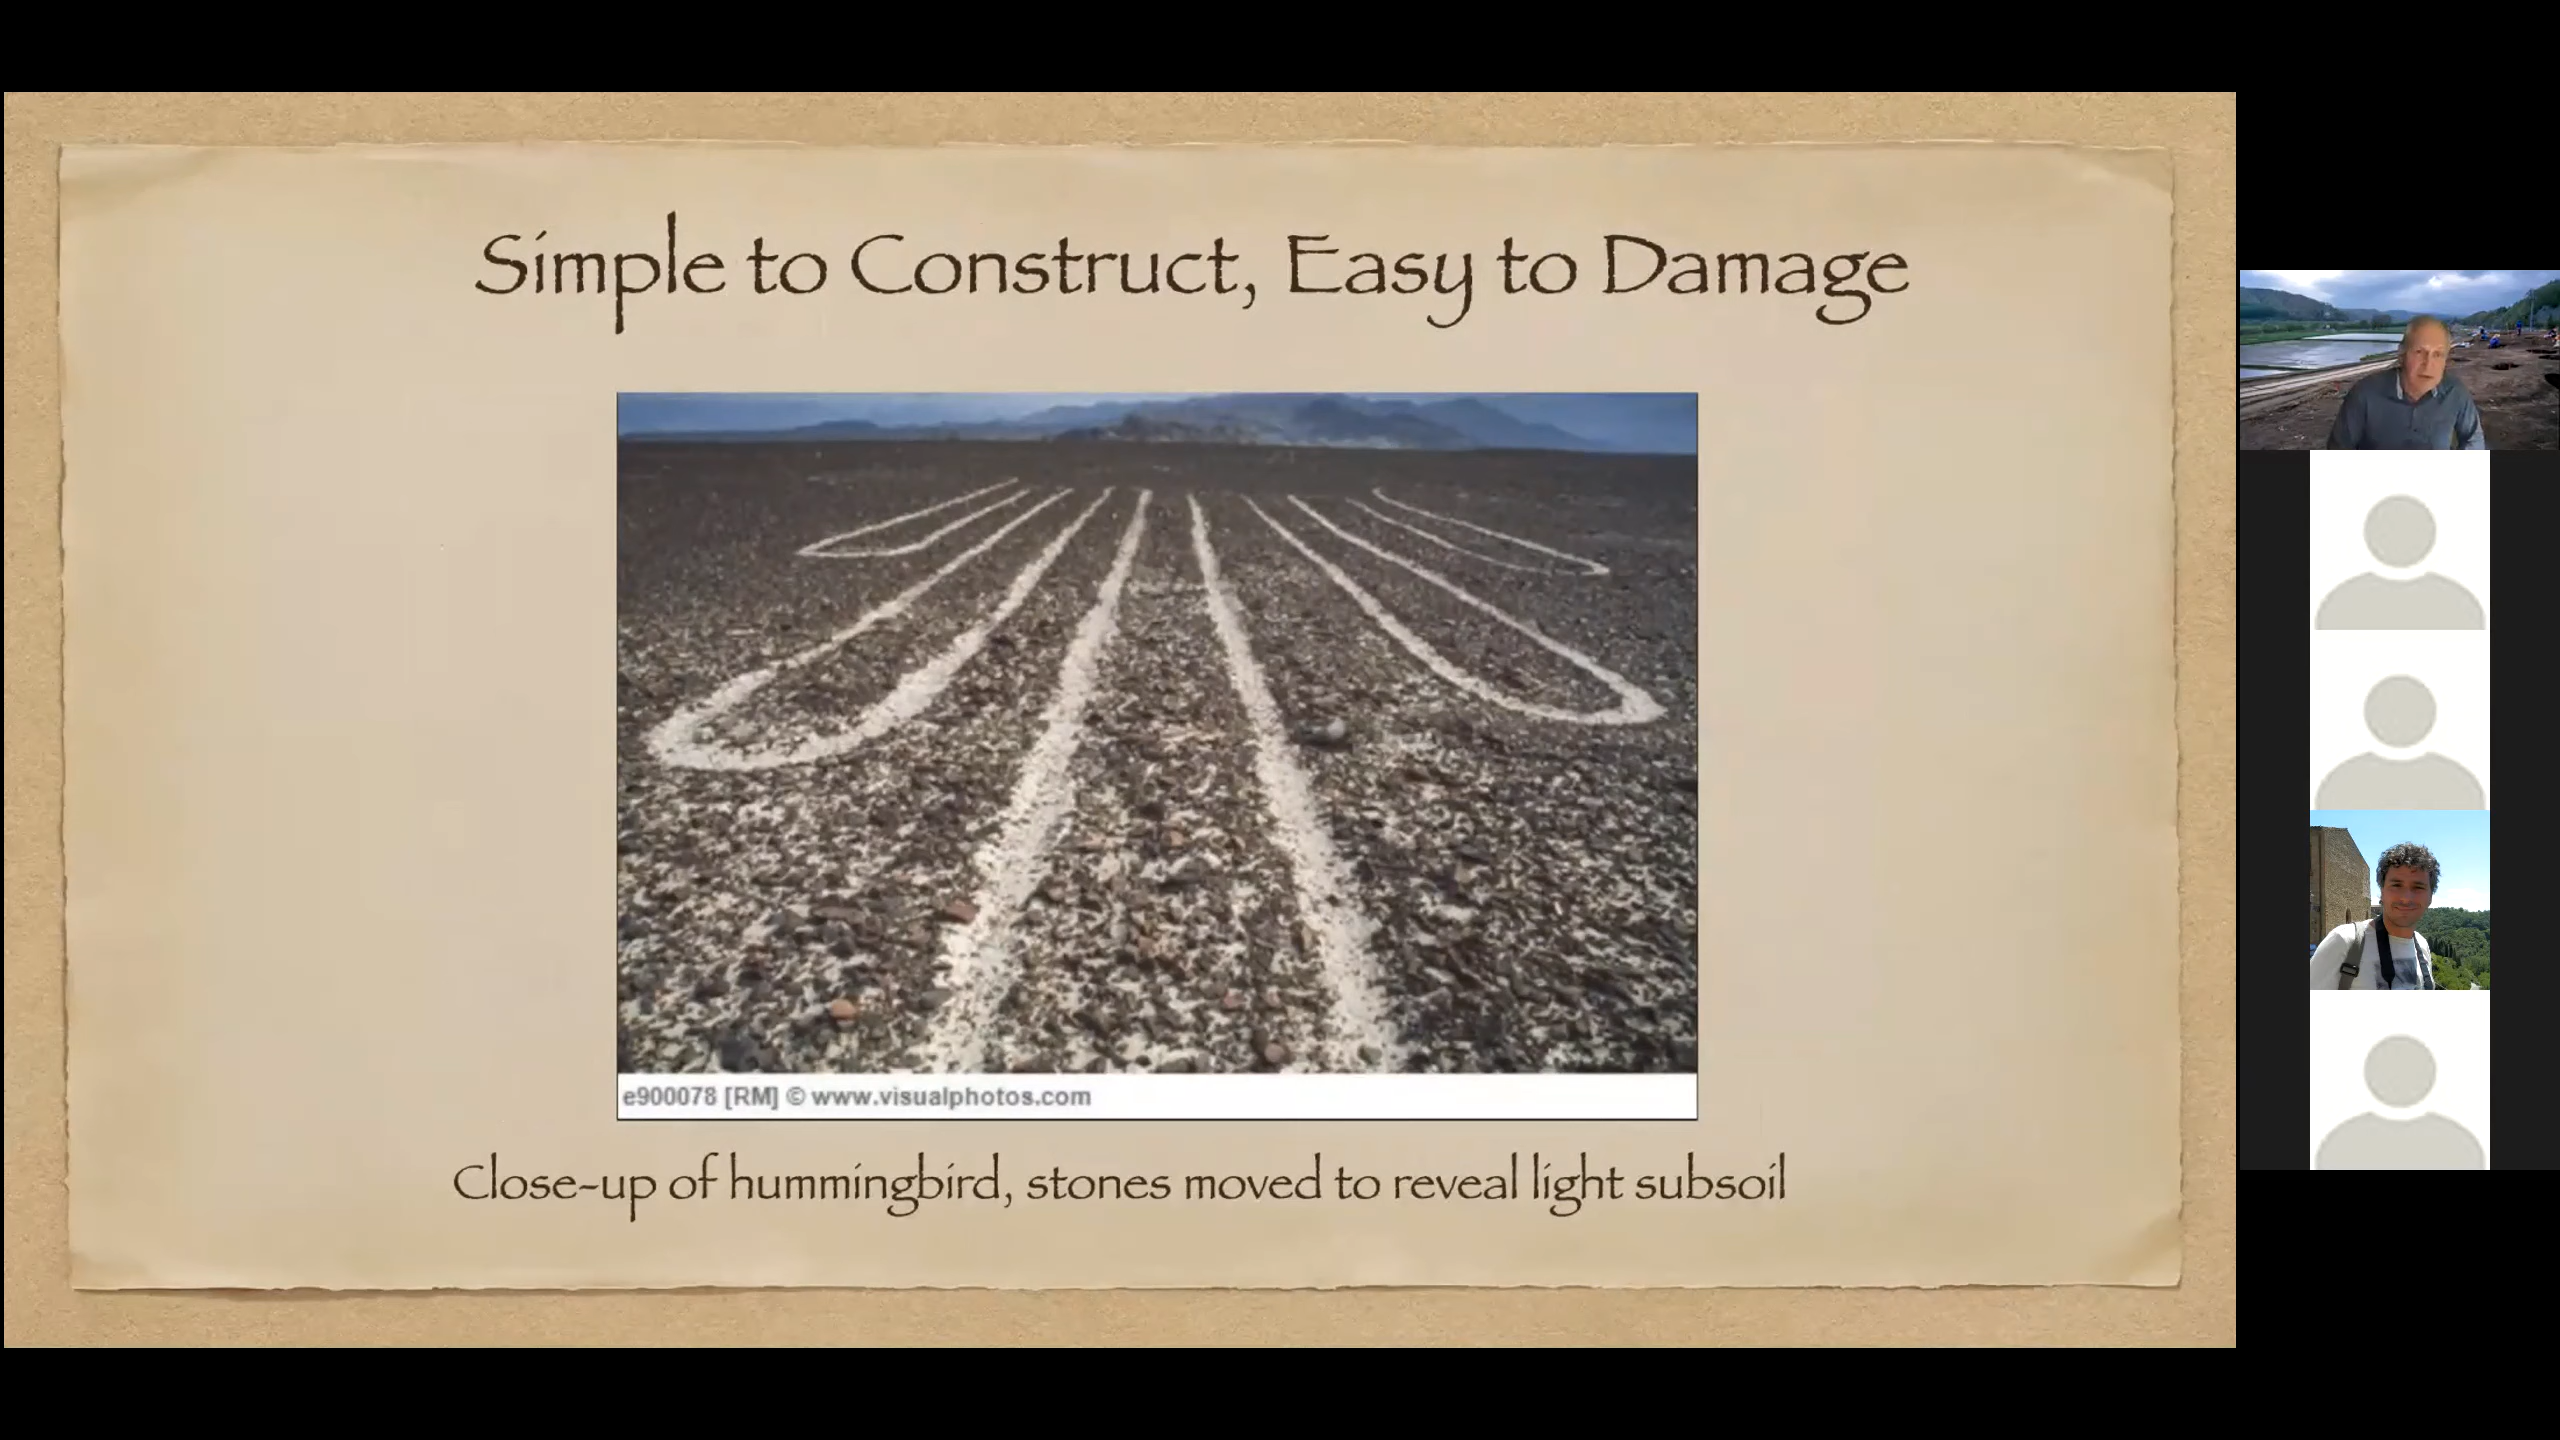 Simple to Construct, Easy to Damage
e900078 [RM] © www.visualphotos.com
Close-up of hummingbird, stones moved to reveal light subsoil